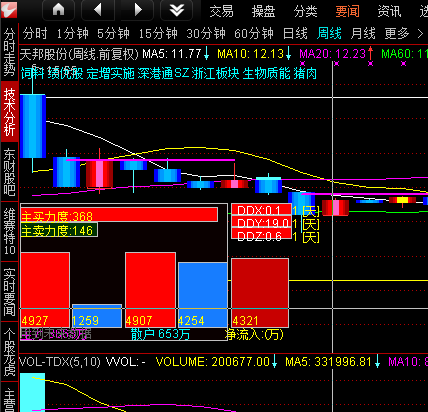 交易 操盘 分类 要闻 资讯
分时 1分钟 5分钟 15分钟 30分钟 60分钟 日线 周线 月线 更多 >
天邦股份(周线.前复权) MA5: 11.77↓ MA10: 12.13↓ MA20: 12.23↑ MA60: 11
饲料 绩优股 定增实施 深港通SZ 浙江板块 生物质能 猪肉
分时走势
技术分析
东财股吧
维赛特10
实时要闻
个股龙虎
主营
主买力度:368
主卖力度:146
DDX:0.1 1 [天]
DDY:19.0 1 [天]
DDZ:0.6 1 [天]
4927 1259 4907 4254 4321
散户 653万 净流入:(万)
VOL-TDX(5,10) VVOL: - VOLUME: 200677.00↓ MA5: 331996.81↓ MA10: